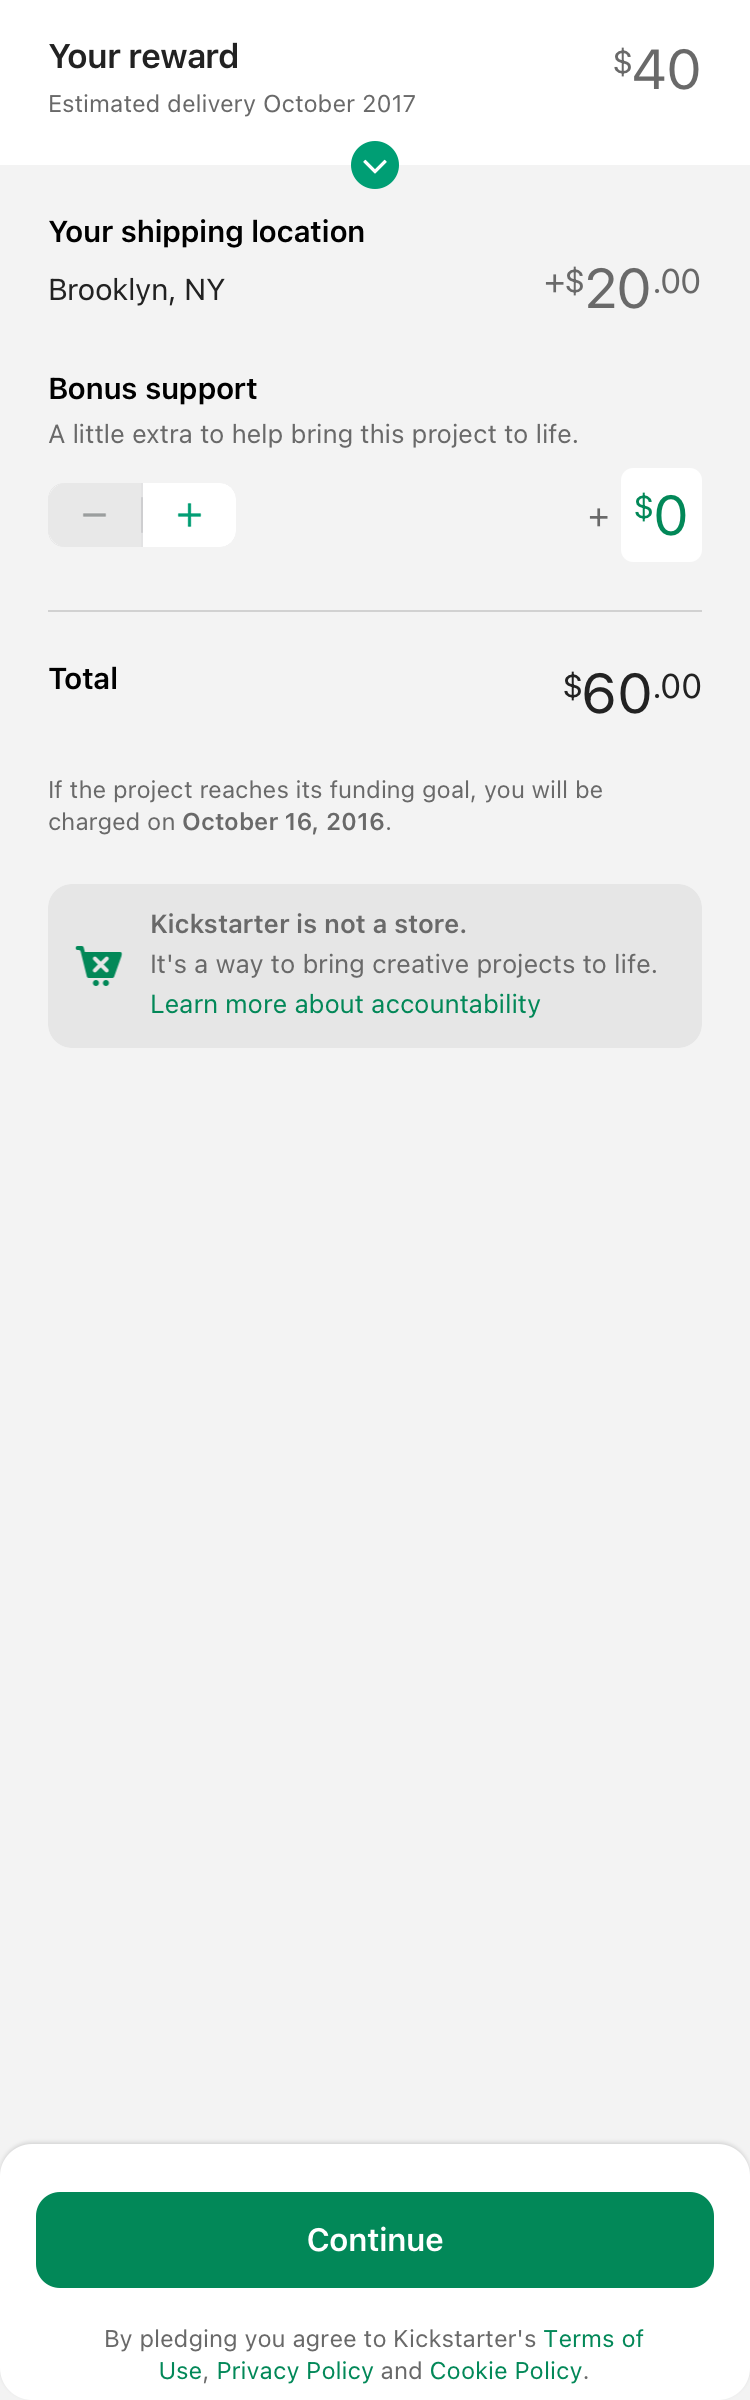 Your reward
$40
Estimated delivery October 2017
Your shipping location
Brooklyn, NY
+$20.00
Bonus support
A little extra to help bring this project to life.
− +
+ $0
Total
$60.00
If the project reaches its funding goal, you will be
charged on October 16, 2016.
Kickstarter is not a store.
It's a way to bring creative projects to life.
Learn more about accountability
Continue
By pledging you agree to Kickstarter's Terms of
Use, Privacy Policy and Cookie Policy.